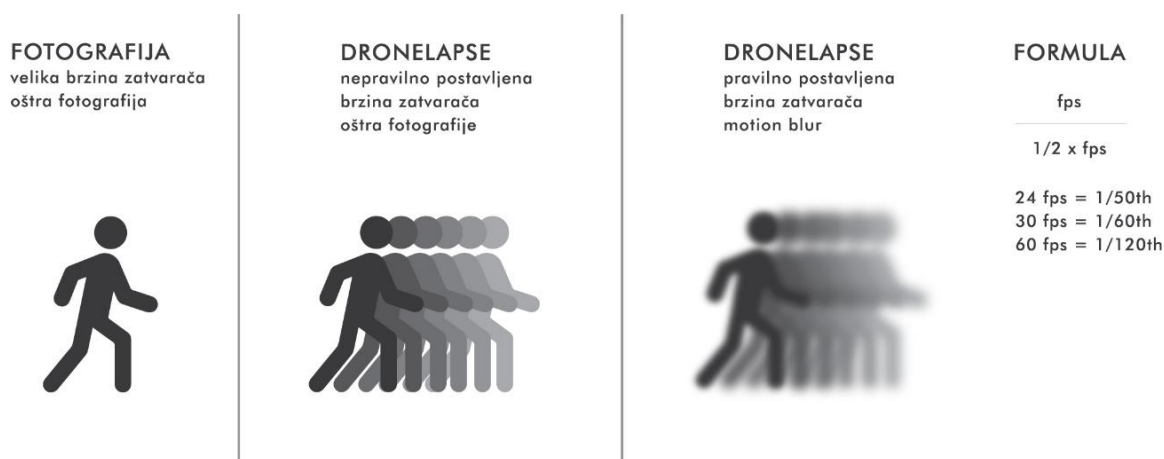 FOTOGRAFIJA
velika brzina zatvarača
oštra fotografija
DRONELAPSE
nepravilno postavljena
brzina zatvarača
oštra fotografije
DRONELAPSE
pravilno postavljena
brzina zatvarača
motion blur
FORMULA
fps
1/2 x fps
24 fps = 1/50th
30 fps = 1/60th
60 fps = 1/120th